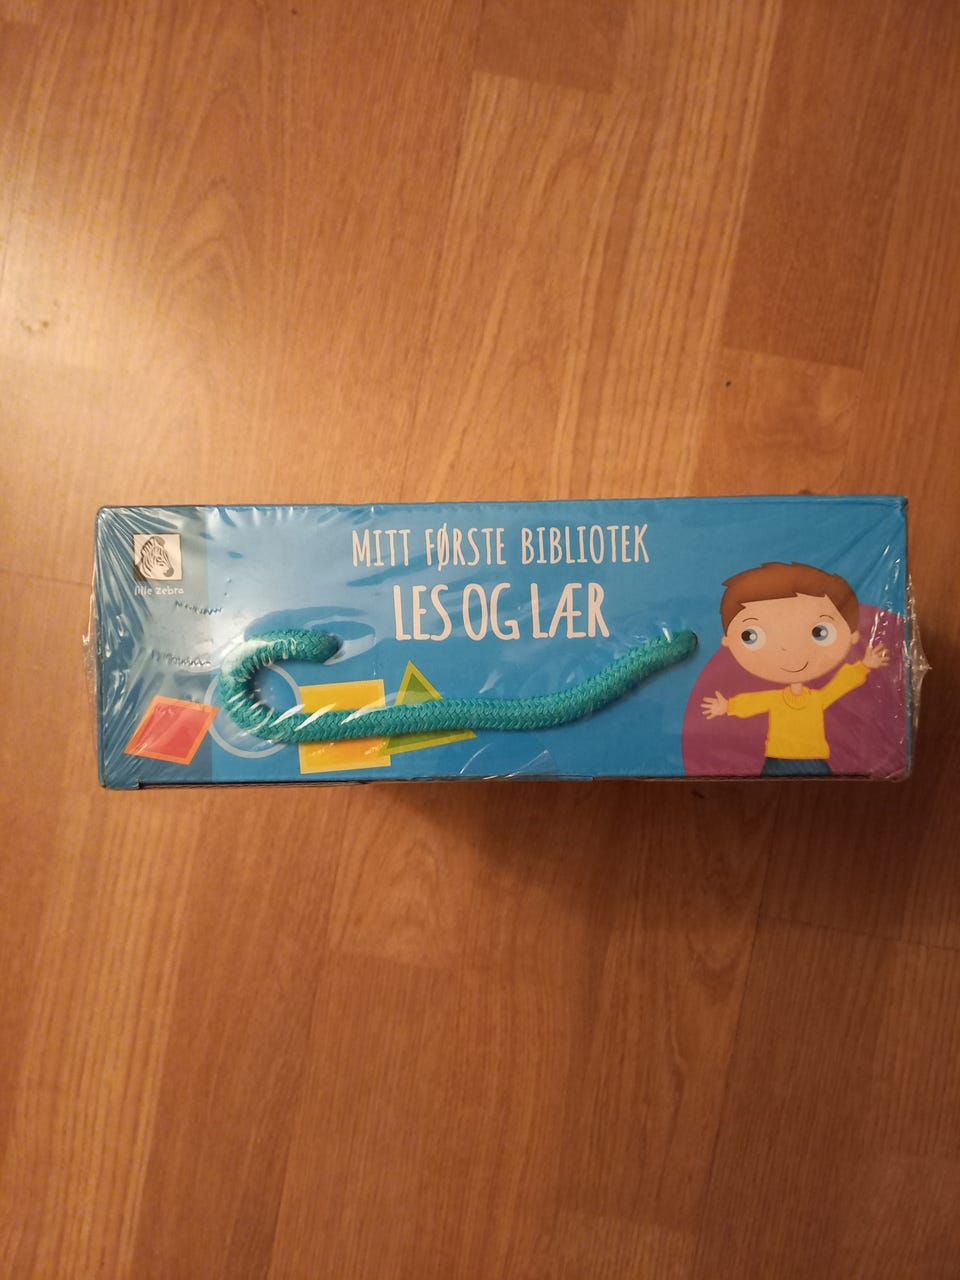 MITT FØRSTE BIBLIOTEK
LES OG LÆR
lille zebra